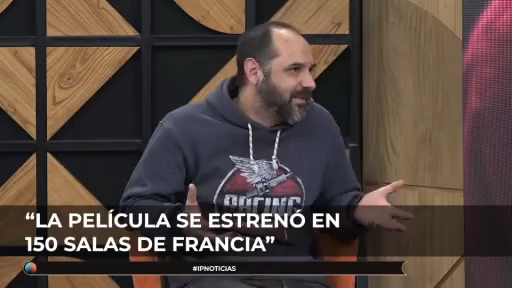 RACING
“LA PELÍCULA SE ESTRENÓ EN
150 SALAS DE FRANCIA”
#IPNOTICIAS